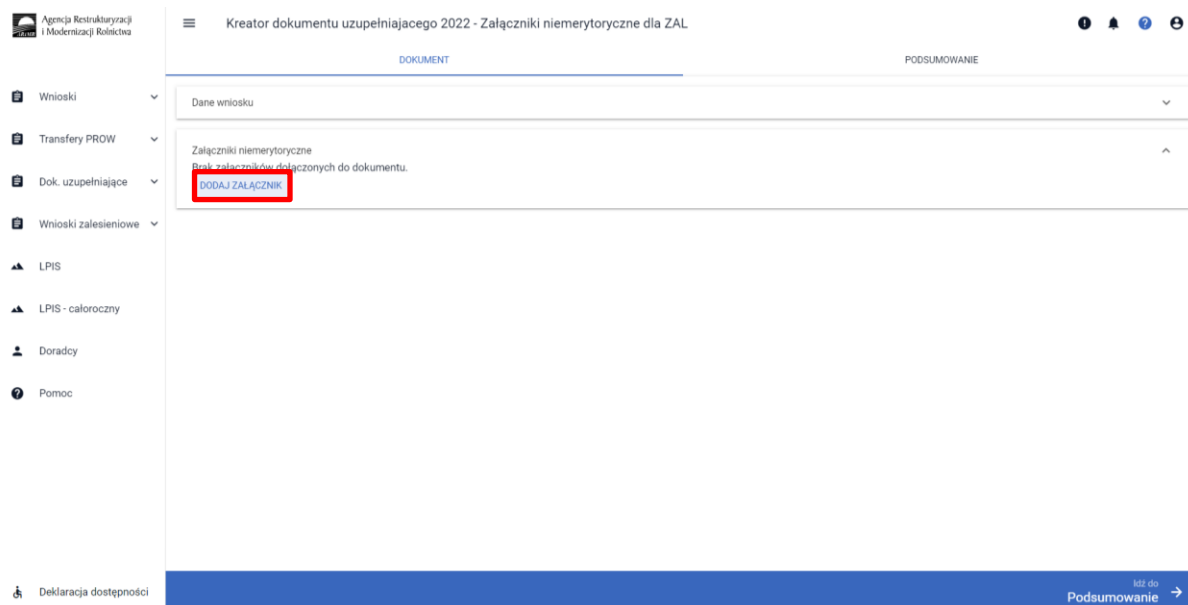 Agencja Restrukturyzacji
i Modernizacji Rolnictwa
Kreator dokumentu uzupełniajacego 2022 - Załączniki niemerytoryczne dla ZAL
DOKUMENT
PODSUMOWANIE
Wnioski
Transfery PROW
Dok. uzupełniające
Wnioski zalesieniowe
LPIS
LPIS - całoroczny
Doradcy
Pomoc
Deklaracja dostępności
Dane wniosku
Załączniki niemerytoryczne
Brak załączników dołączonych do dokumentu.
DODAJ ZAŁĄCZNIK
Idź do
Podsumowanie